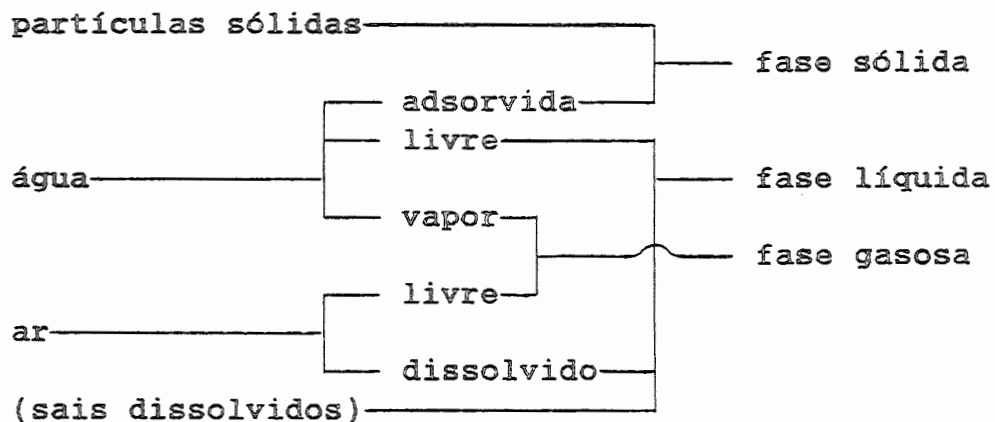 partículas sólidas
fase sólida
adsorvida
livre
água
fase líquida
vapor
fase gasosa
livre
ar
dissolvido
(sais dissolvidos)